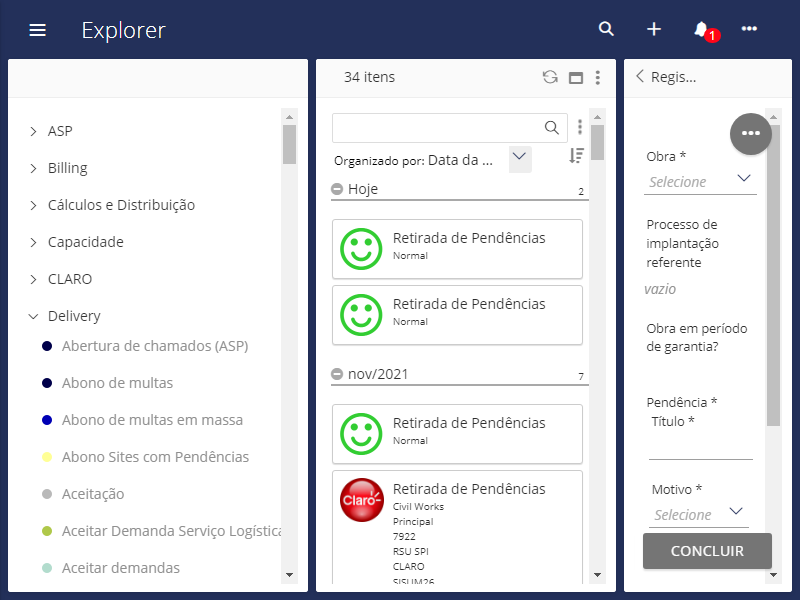 Explorer
1
ASP
Billing
Cálculos e Distribuição
Capacidade
CLARO
Delivery
Abertura de chamados (ASP)
Abono de multas
Abono de multas em massa
Abono Sites com Pendências
Aceitação
Aceitar Demanda Serviço Logística
Aceitar demandas
34 itens
Organizado por: Data da ...
Hoje 2
Retirada de Pendências
Normal
Retirada de Pendências
Normal
nov/2021 7
Retirada de Pendências
Normal
Claro
Retirada de Pendências
Civil Works
Principal
7922
RSU SPI
CLARO
SISUM26
Regis...
Obra *
Selecione
Processo de
implantação
referente
vazio
Obra em período
de garantia?
Pendência *
Título *
Motivo *
Selecione
CONCLUIR